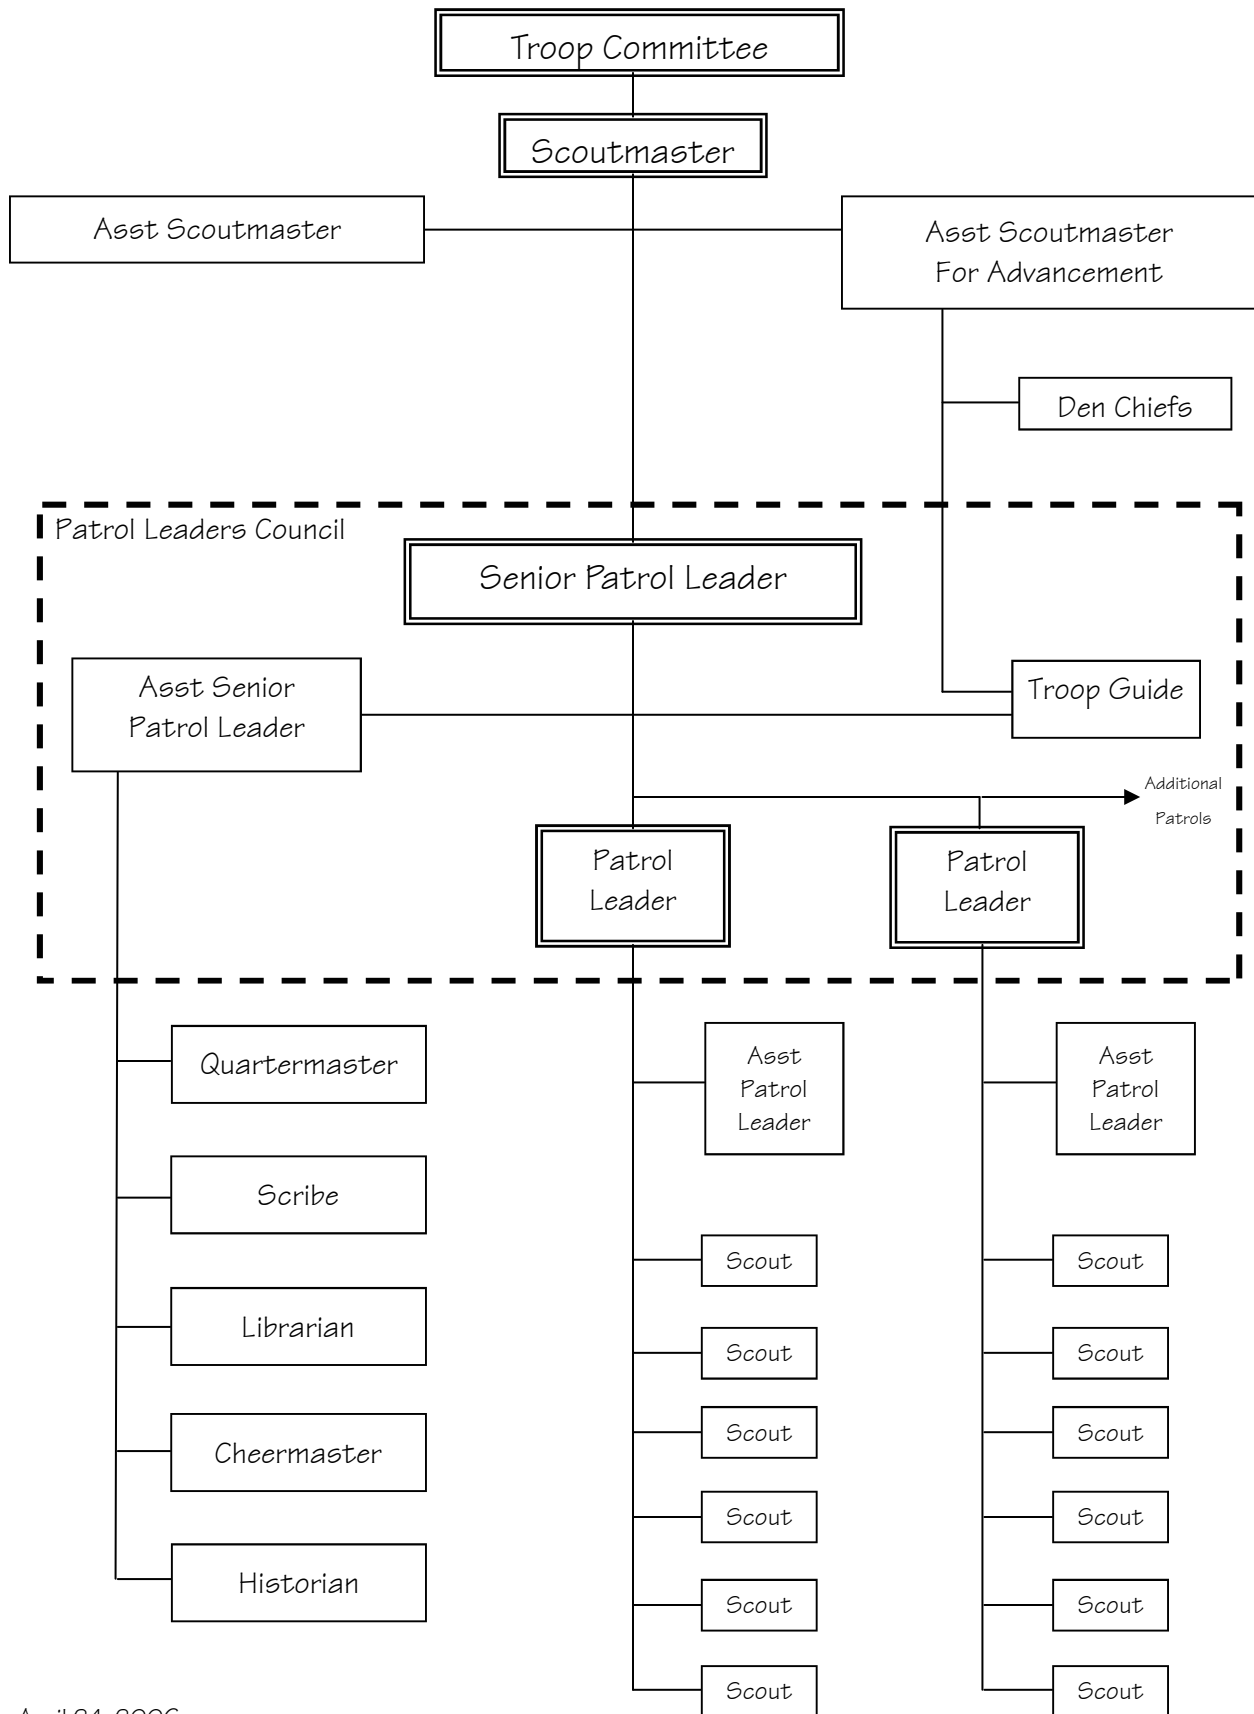 Troop Committee
Scoutmaster
Asst Scoutmaster
Asst Scoutmaster
For Advancement
Den Chiefs
Patrol Leaders Council
Senior Patrol Leader
Asst Senior
Patrol Leader
Troop Guide
Additional
Patrols
Patrol
Leader
Patrol
Leader
Quartermaster
Scribe
Librarian
Cheermaster
Historian
Asst
Patrol
Leader
Scout
Scout
Scout
Scout
Scout
Scout
Asst
Patrol
Leader
Scout
Scout
Scout
Scout
Scout
Scout